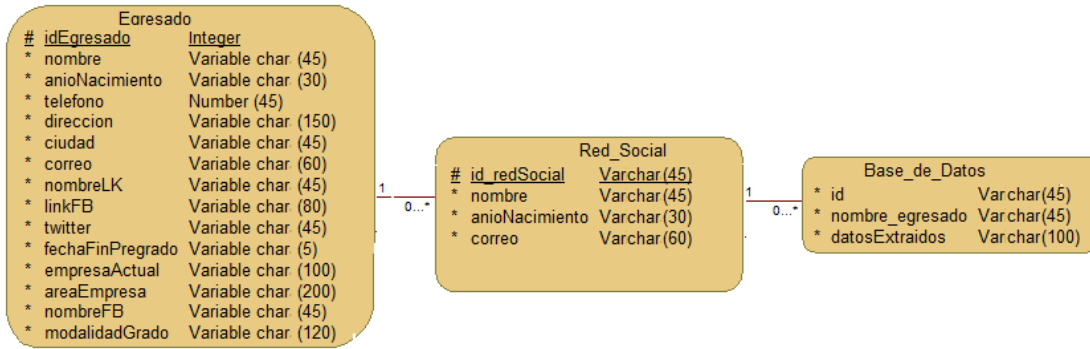 Egresado
# idEgresado Integer
* nombre Variable char (45)
* anioNacimiento Variable char (30)
* telefono Number (45)
* direccion Variable char (150)
* ciudad Variable char (45)
* correo Variable char (60)
* nombreLK Variable char (45)
* linkFB Variable char (80)
* twitter Variable char (45)
* fechaFinPregrado Variable char (5)
* empresaActual Variable char (100)
* areaEmpresa Variable char (200)
* nombreFB Variable char (45)
* modalidadGrado Variable char (120)
1
0...*
Red_Social
# id_redSocial Varchar(45)
* nombre Varchar(45)
* anioNacimiento Varchar(30)
* correo Varchar(60)
1
0...*
Base_de_Datos
* id Varchar(45)
* nombre_egresado Varchar(45)
* datosExtraidos Varchar(100)